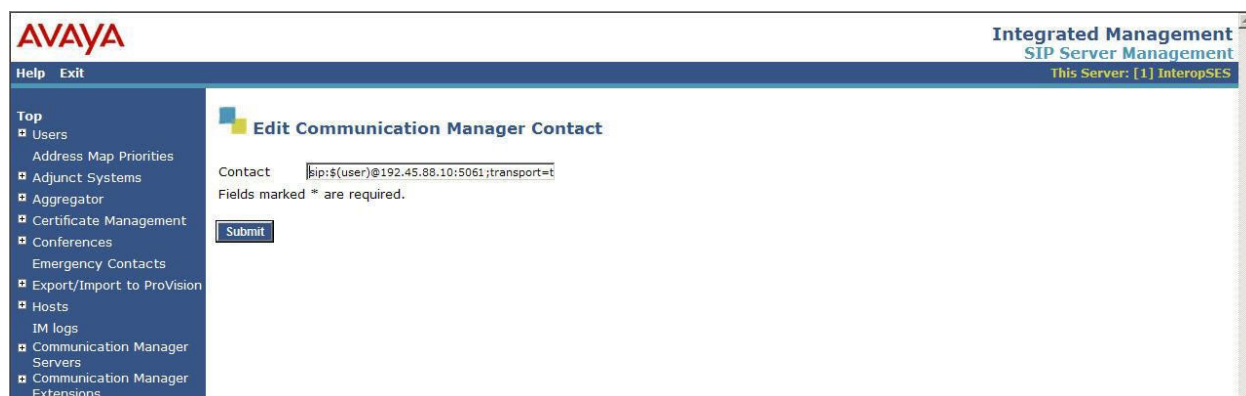 AVAYA
Integrated Management
SIP Server Management
Help Exit
This Server: [1] InteropSES
Top
Users
Address Map Priorities
Adjunct Systems
Aggregator
Certificate Management
Conferences
Emergency Contacts
Export/Import to ProVision
Hosts
IM logs
Communication Manager
Servers
Communication Manager
Extensions
Edit Communication Manager Contact
Contact sip:$(user)@192.45.88.10:5061;transport=t
Fields marked * are required.
Submit